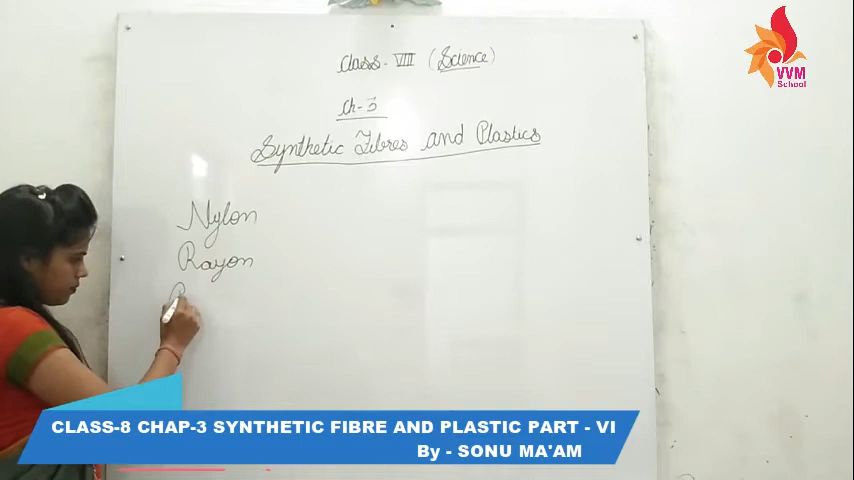 Class - VIII (Science)
Ch-3
Synthetic Fibres and Plastics
Nylon
Rayon
VVM
School
CLASS-8 CHAP-3 SYNTHETIC FIBRE AND PLASTIC PART - VI
By - SONU MA'AM